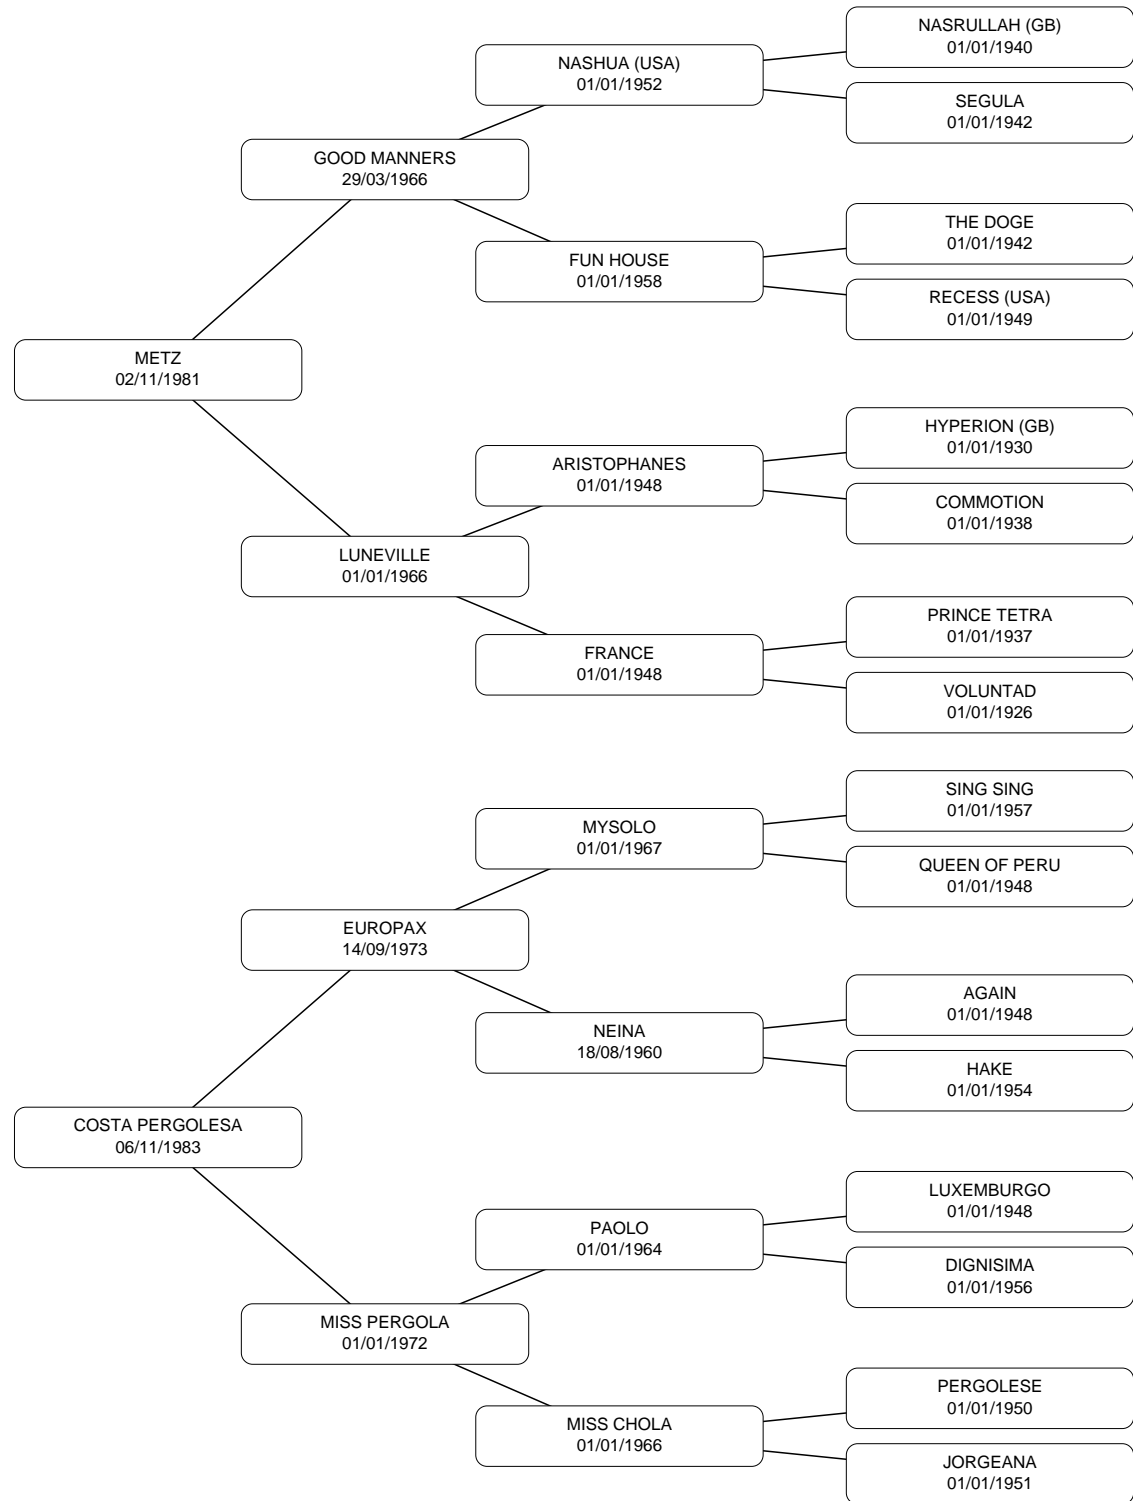 NASRULLAH (GB)
01/01/1940
NASHUA (USA)
01/01/1952
SEGULA
01/01/1942
GOOD MANNERS
29/03/1966
THE DOGE
01/01/1942
FUN HOUSE
01/01/1958
RECESS (USA)
01/01/1949
METZ
02/11/1981
HYPERION (GB)
01/01/1930
ARISTOPHANES
01/01/1948
COMMOTION
01/01/1938
LUNEVILLE
01/01/1966
PRINCE TETRA
01/01/1937
FRANCE
01/01/1948
VOLUNTAD
01/01/1926
SING SING
01/01/1957
MYSOLO
01/01/1967
QUEEN OF PERU
01/01/1948
EUROPAX
14/09/1973
AGAIN
01/01/1948
NEINA
18/08/1960
HAKE
01/01/1954
COSTA PERGOLESA
06/11/1983
LUXEMBURGO
01/01/1948
PAOLO
01/01/1964
DIGNISIMA
01/01/1956
MISS PERGOLA
01/01/1972
PERGOLESE
01/01/1950
MISS CHOLA
01/01/1966
JORGEANA
01/01/1951